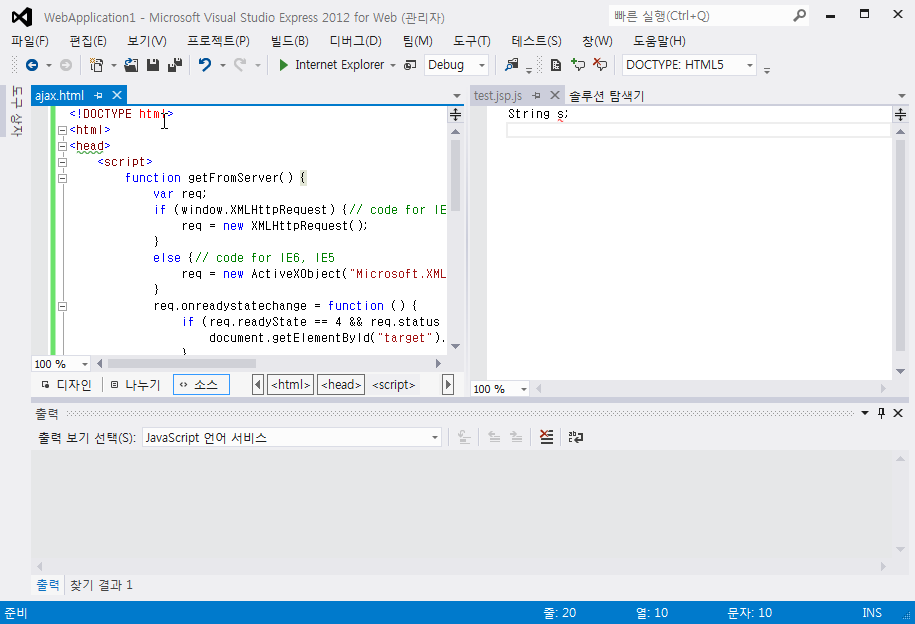 WebApplication1 - Microsoft Visual Studio Express 2012 for Web (관리자)
빠른 실행(Ctrl+Q)
파일(F) 편집(E) 보기(V) 프로젝트(P) 빌드(B) 디버그(D) 팀(M) 도구(T) 테스트(S) 창(W) 도움말(H)
Internet Explorer Debug DOCTYPE: HTML5
도구 상자
ajax.html
<!DOCTYPE html>
<html>
<head>
<script>
function getFromServer() {
var req;
if (window.XMLHttpRequest) {// code for IE
req = new XMLHttpRequest();
}
else {// code for IE6, IE5
req = new ActiveXObject("Microsoft.XML
}
req.onreadystatechange = function () {
if (req.readyState == 4 && req.status
document.getElementById("target").
}
100 %
디자인 나누기 소스 <html> <head> <script>
test.jsp.js 솔루션 탐색기
String s;
100 %
출력
출력 보기 선택(S): JavaScript 언어 서비스
출력 찾기 결과 1
준비 줄: 20 열: 10 문자: 10 INS